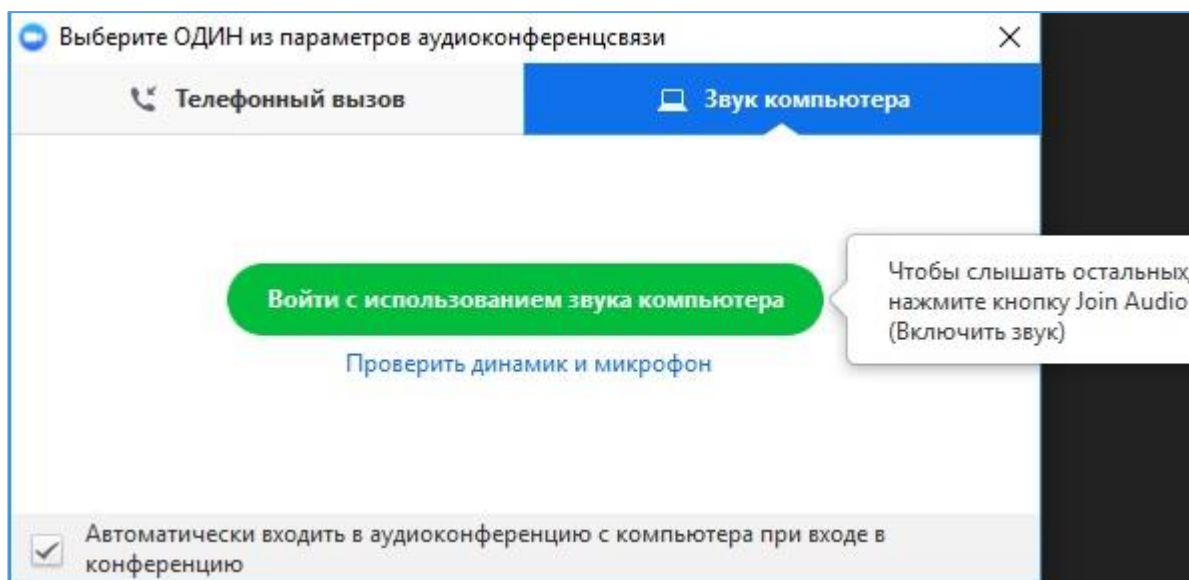 Выберите ОДИН из параметров аудиоконференцсвязи
Телефонный вызов
Звук компьютера
Войти с использованием звука компьютера
Проверить динамик и микрофон
Чтобы слышать остальных,
нажмите кнопку Join Audio
(Включить звук)
Автоматически входить в аудиоконференцию с компьютера при входе в
конференцию